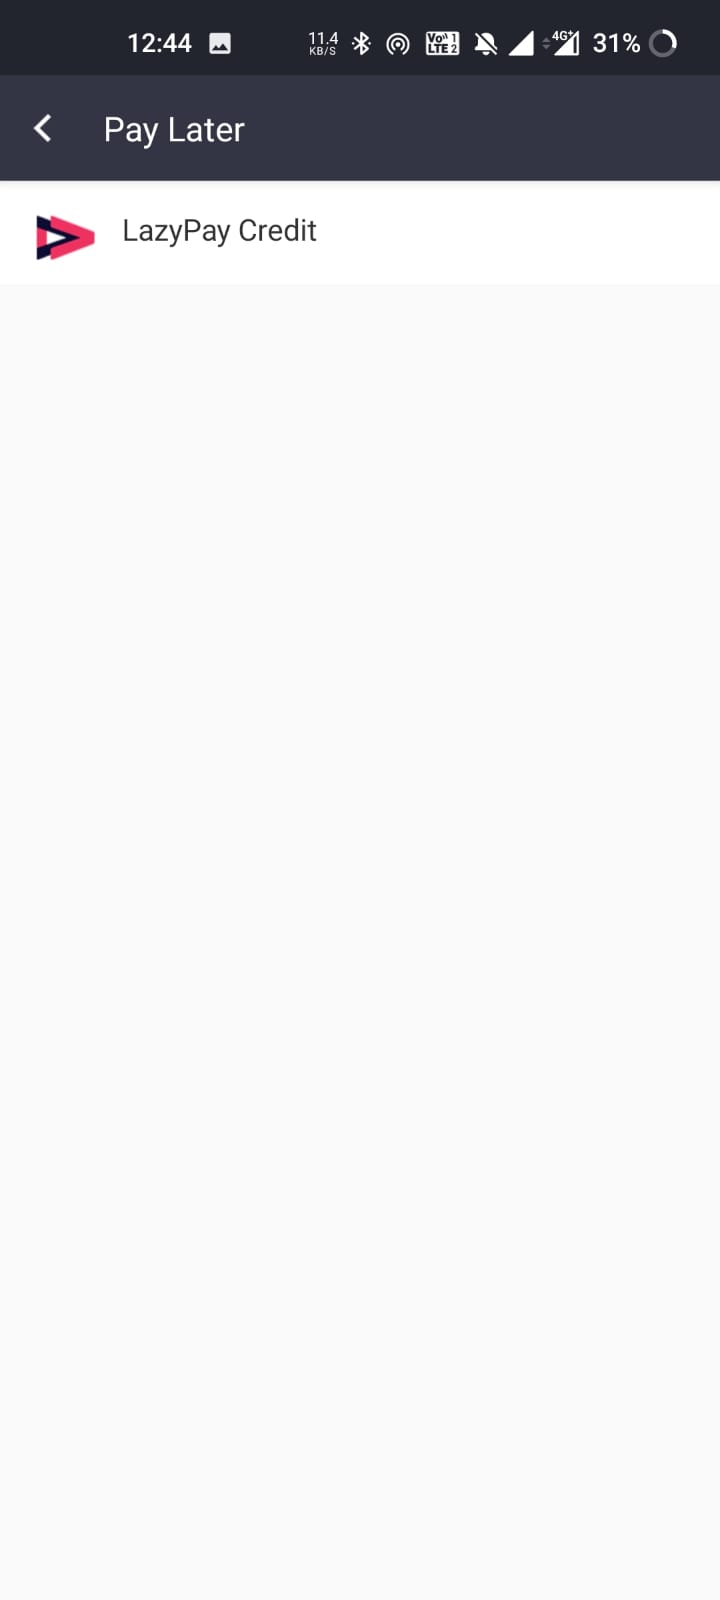 12:44
11.4
KB/S
Vo)) 1
LTE 2
4G+
31%
Pay Later
LazyPay Credit